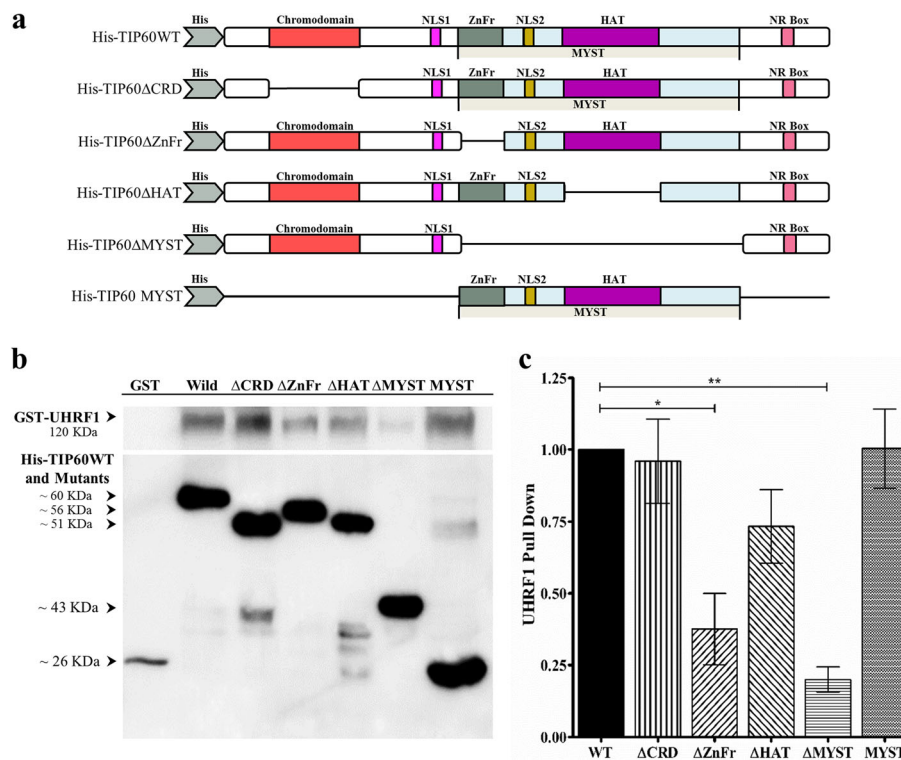 a
His Chromodomain NLS1 ZnFr NLS2 HAT NR Box
His-TIP60WT
MYST
His Chromodomain NLS1 ZnFr NLS2 HAT NR Box
His-TIP60ΔCRD
MYST
His Chromodomain NLS1 NLS2 HAT NR Box
His-TIP60ΔZnFr
His Chromodomain NLS1 ZnFr NLS2 NR Box
His-TIP60ΔHAT
His Chromodomain NLS1 NR Box
His-TIP60ΔMYST
His ZnFr NLS2 HAT
His-TIP60 MYST
MYST
b
GST Wild ΔCRD ΔZnFr ΔHAT ΔMYST MYST
GST-UHRF1
120 KDa
His-TIP60WT
and Mutants
~ 60 KDa
~ 56 KDa
~ 51 KDa
~ 43 KDa
~ 26 KDa
c
UHRF1 Pull Down
1.25
1.00
0.75
0.50
0.25
0.00
**
*
WT ΔCRD ΔZnFr ΔHAT ΔMYST MYST